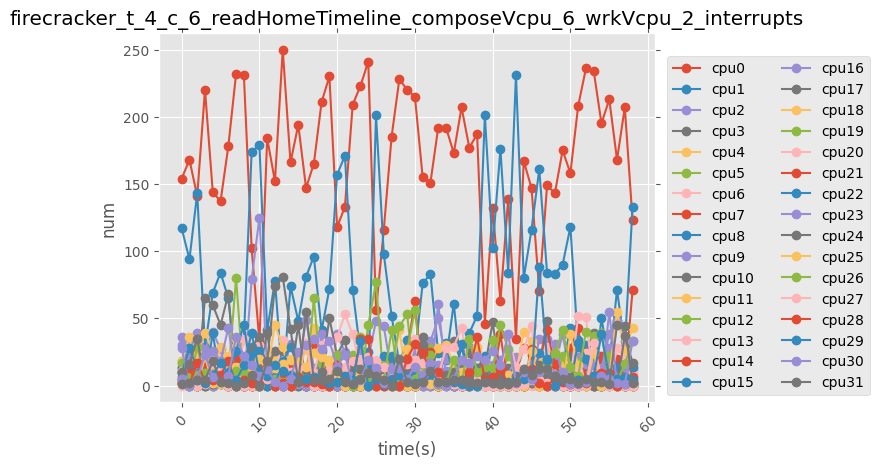 firecracker_t_4_c_6_readHomeTimeline_composeVcpu_6_wrkVcpu_2_interrupts
250
200
150
100
50
0
num
0
10
20
30
40
50
60
time(s)
cpu0
cpu1
cpu2
cpu3
cpu4
cpu5
cpu6
cpu7
cpu8
cpu9
cpu10
cpu11
cpu12
cpu13
cpu14
cpu15
cpu16
cpu17
cpu18
cpu19
cpu20
cpu21
cpu22
cpu23
cpu24
cpu25
cpu26
cpu27
cpu28
cpu29
cpu30
cpu31